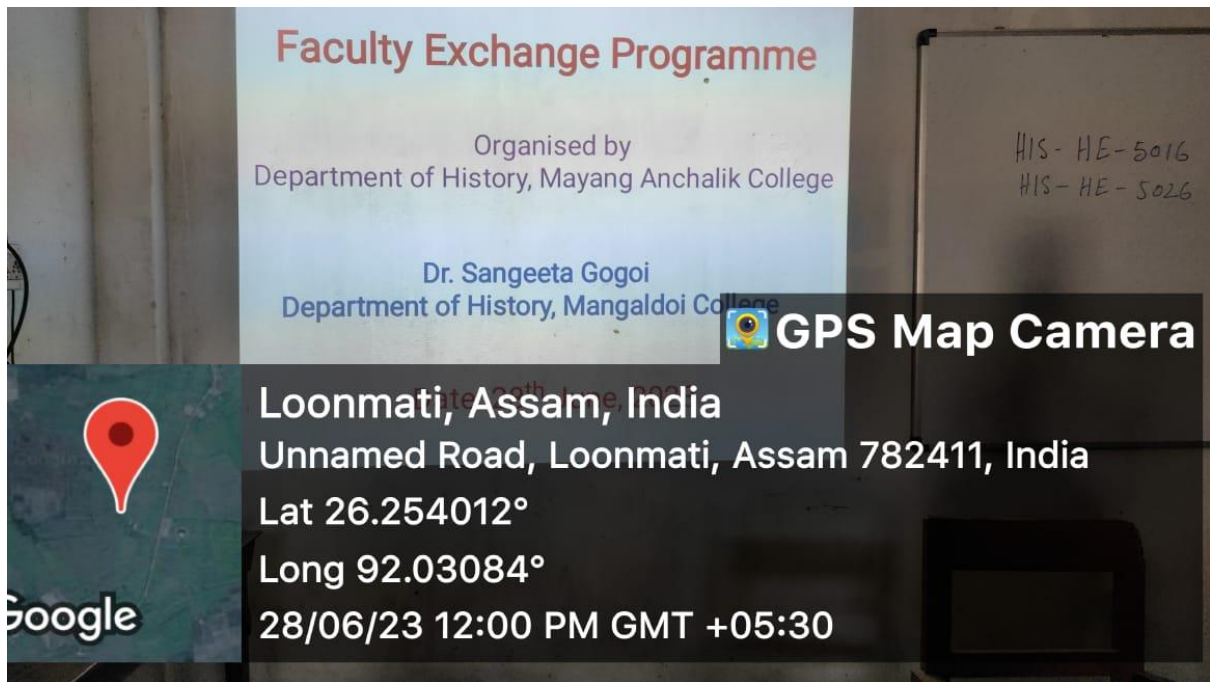 Faculty Exchange Programme
Organised by
Department of History, Mayang Anchalik College
Dr. Sangeeta Gogoi
Department of History, Mangaldoi College
HIS- HE-5016
HIS-HE-5026
GPS Map Camera
Loonmati, Assam, India
Unnamed Road, Loonmati, Assam 782411, India
Lat 26.254012°
Long 92.03084°
28/06/23 12:00 PM GMT +05:30
Google